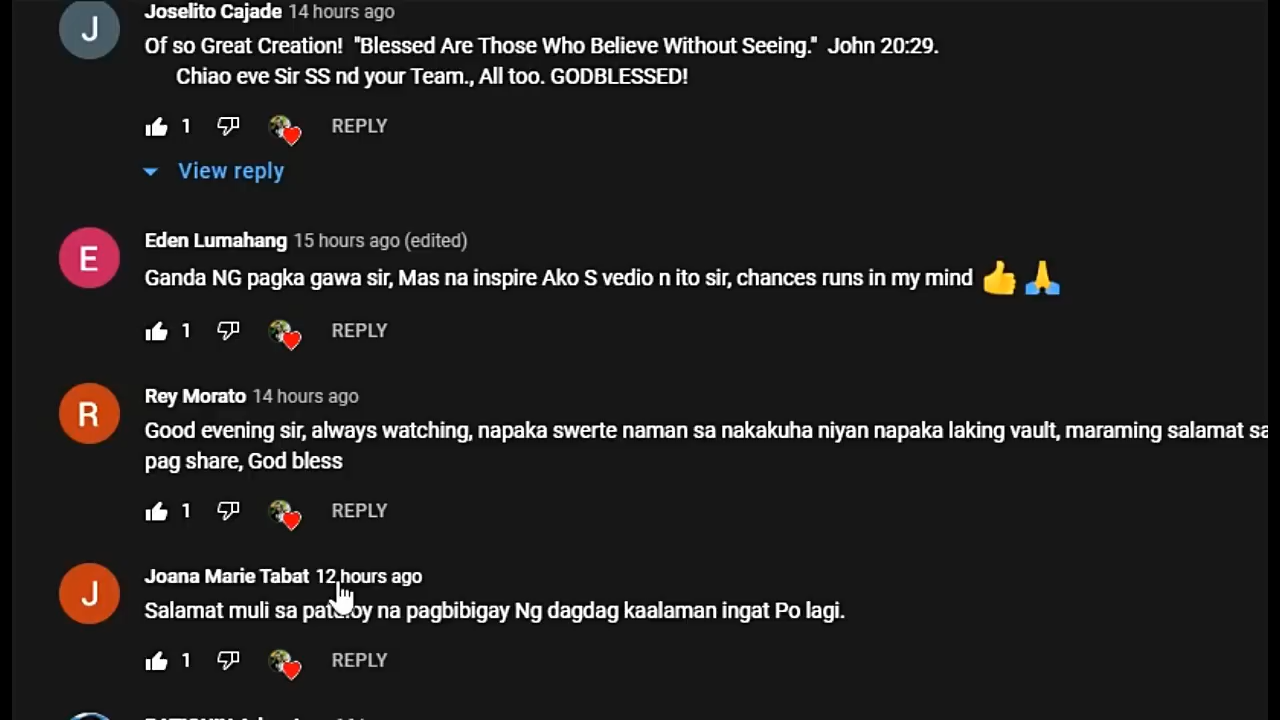 J Joselito Cajade 14 hours ago
Of so Great Creation! "Blessed Are Those Who Believe Without Seeing." John 20:29.
Chiao eve Sir SS nd your Team., All too. GODBLESSED!
1 REPLY
View reply
E Eden Lumahang 15 hours ago (edited)
Ganda NG pagka gawa sir, Mas na inspire Ako S vedio n ito sir, chances runs in my mind 👍 🙏
1 REPLY
R Rey Morato 14 hours ago
Good evening sir, always watching, napaka swerte naman sa nakakuha niyan napaka laking vault, maraming salamat sa
pag share, God bless
1 REPLY
J Joana Marie Tabat 12 hours ago
Salamat muli sa patuloy na pagbibigay Ng dagdag kaalaman ingat Po lagi.
1 REPLY